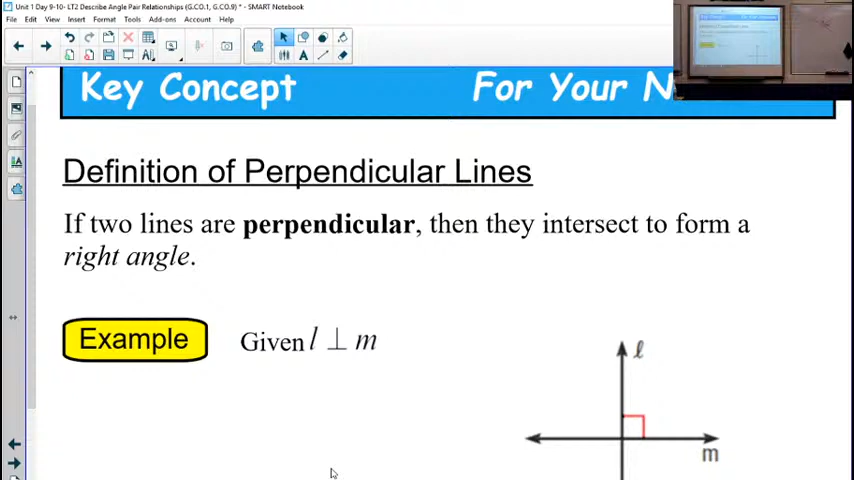 Unit 1 Day 9-10- LT2 Describe Angle Pair Relationships (G.CO.1, G.CO.9) * - SMART Notebook
File Edit View Insert Format Tools Add-ons Account Help
Key Concept For Your N
Definition of Perpendicular Lines
If two lines are perpendicular, then they intersect to form a
right angle.
Example Given l ⊥ m
ℓ
m